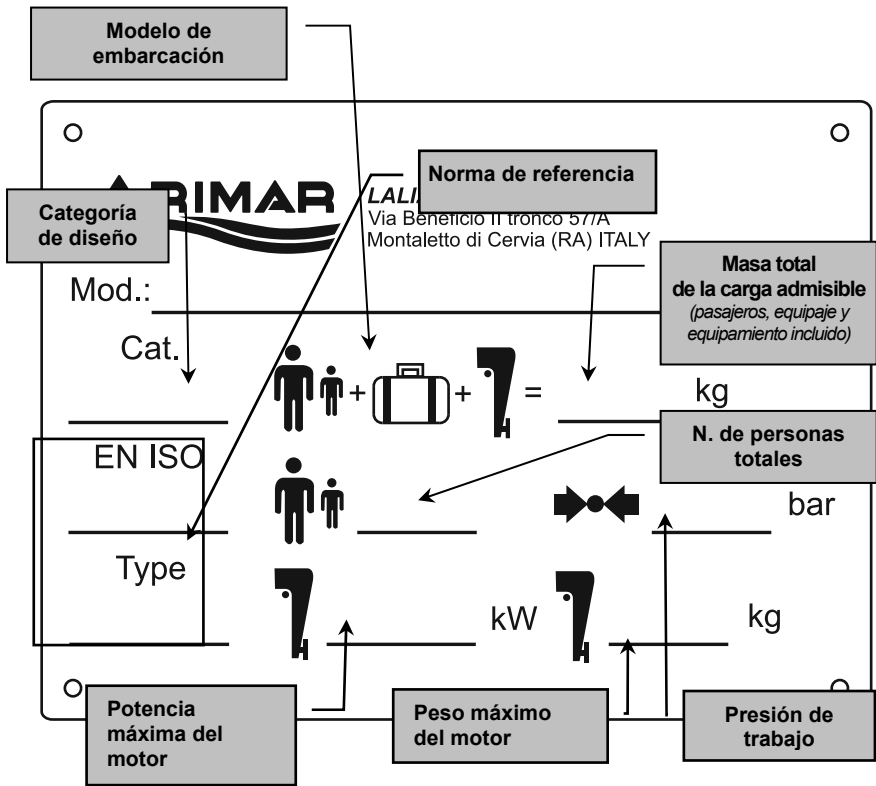 Modelo de
embarcación
ARIMAR
Norma de referencia
Categoría
de diseño
Via Beneficio II tronco 57/A
Montaletto di Cervia (RA) ITALY
Masa total
de la carga admisible
(pasajeros, equipaje y
equipamiento incluido)
Mod.:
Cat.
+ + = kg
N. de personas
totales
EN ISO
bar
Type
kW kg
Potencia
máxima del
motor
Peso máximo
del motor
Presión de
trabajo